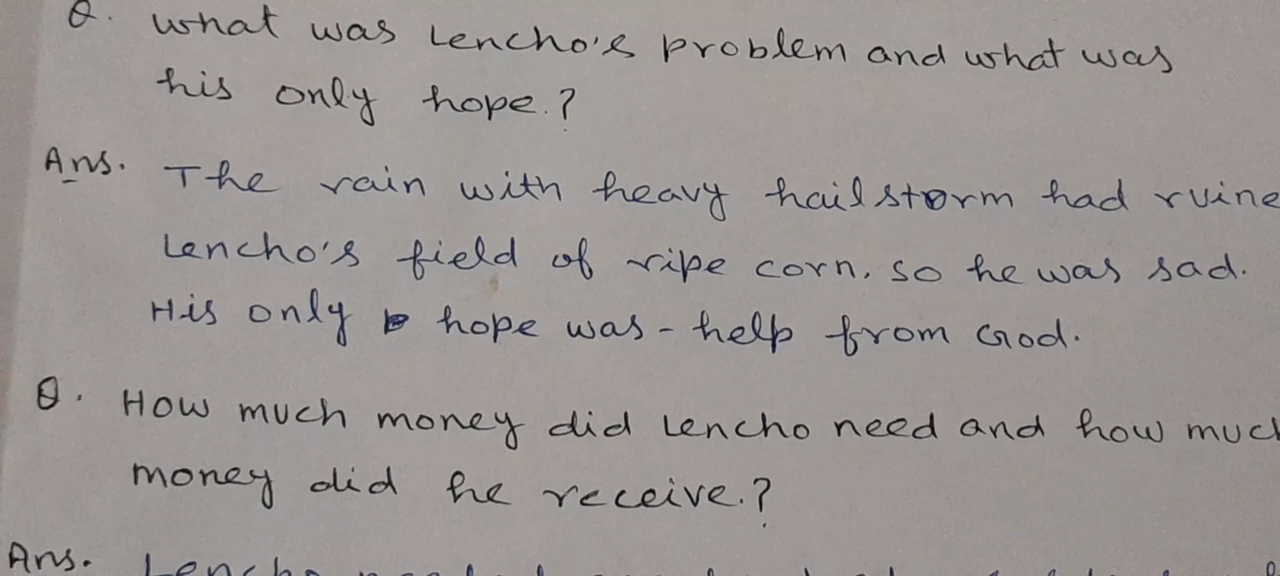 Q. what was Lencho's problem and what was
his only hope.?
Ans. The rain with heavy hailstorm had ruine
Lencho's field of ripe corn. so he was sad.
His only hope was - help from God.
Q. How much money did Lencho need and how much
money did he receive.?
Ans. Lencho